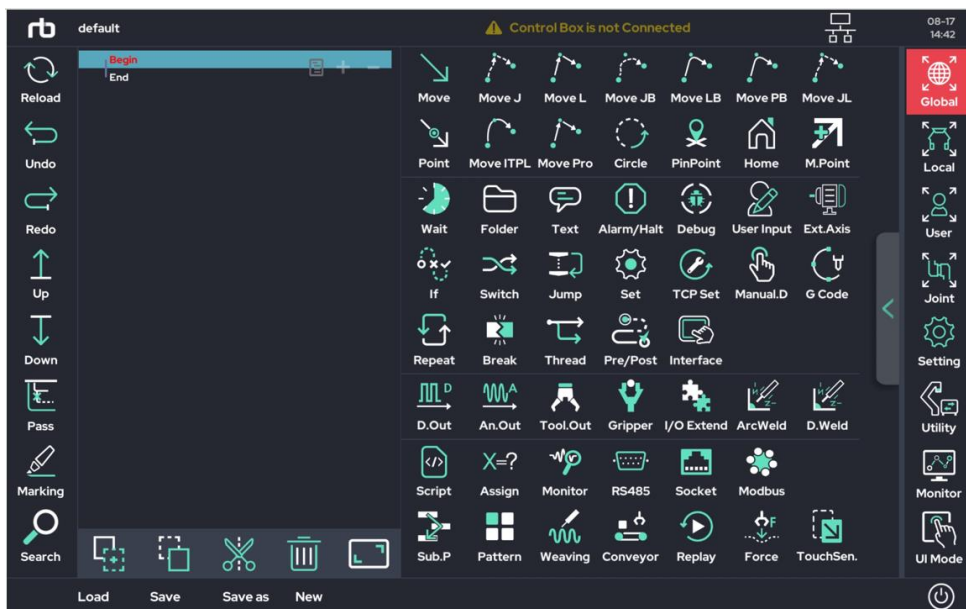 rb
default
Control Box is not Connected
08-17
14:42
Reload
Undo
Redo
Up
Down
Pass
Marking
Search
Begin
End
Move Move J Move L Move JB Move LB Move PB Move JL
Point Move ITPL Move Pro Circle PinPoint Home M.Point
Wait Folder Text Alarm/Halt Debug User Input Ext.Axis
If Switch Jump Set TCP Set Manual.D G Code
Repeat Break Thread Pre/Post Interface
D
A
D.Out An.Out Tool.Out Gripper I/O Extend ArcWeld D.Weld
X=?
Script Assign Monitor RS485 Socket Modbus
F
Sub.P Pattern Weaving Conveyor Replay Force TouchSen.
Global
Local
User
Joint
Setting
Utility
Monitor
UI Mode
Load Save Save as New